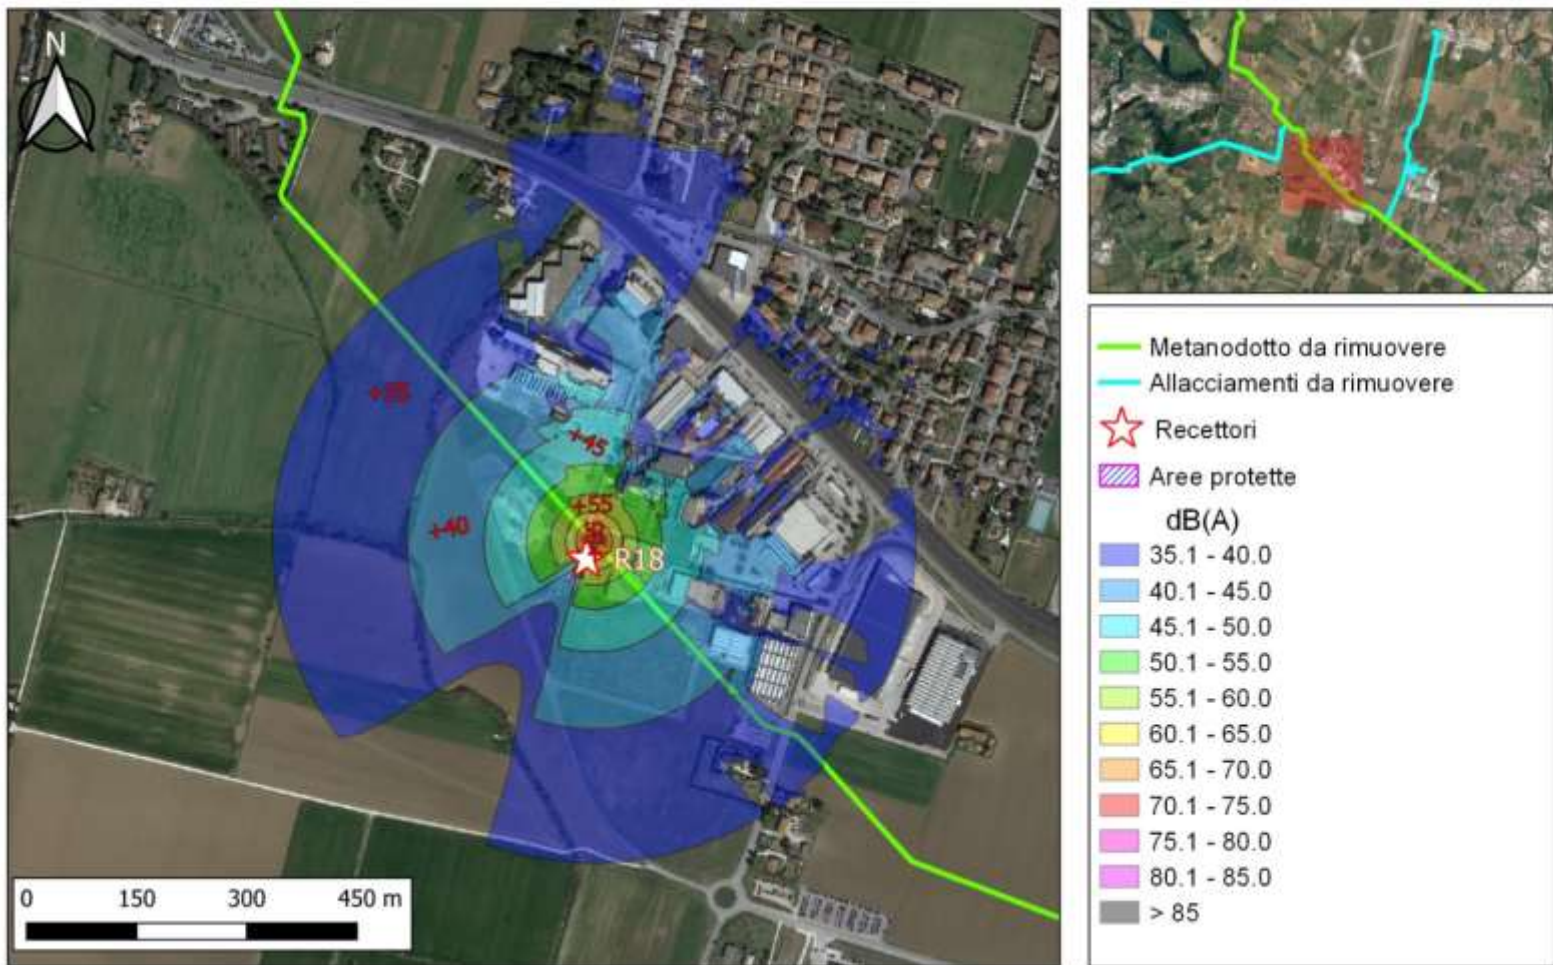 N
+35
+45
+40
+55
R18
0 150 300 450 m
Metanodotto da rimuovere
Allacciamenti da rimuovere
Recettori
Aree protette
dB(A)
35.1 - 40.0
40.1 - 45.0
45.1 - 50.0
50.1 - 55.0
55.1 - 60.0
60.1 - 65.0
65.1 - 70.0
70.1 - 75.0
75.1 - 80.0
80.1 - 85.0
> 85